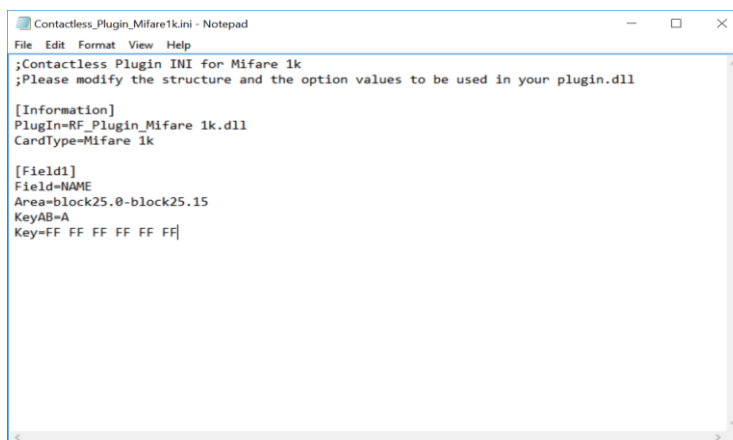 Contactless_Plugin_Mifare1k.ini - Notepad
File Edit Format View Help
;Contactless Plugin INI for Mifare 1k
;Please modify the structure and the option values to be used in your plugin.dll
[Information]
PlugIn=RF_Plugin_Mifare 1k.dll
CardType=Mifare 1k
[Field1]
Field=NAME
Area=block25.0-block25.15
KeyAB=A
Key=FF FF FF FF FF FF